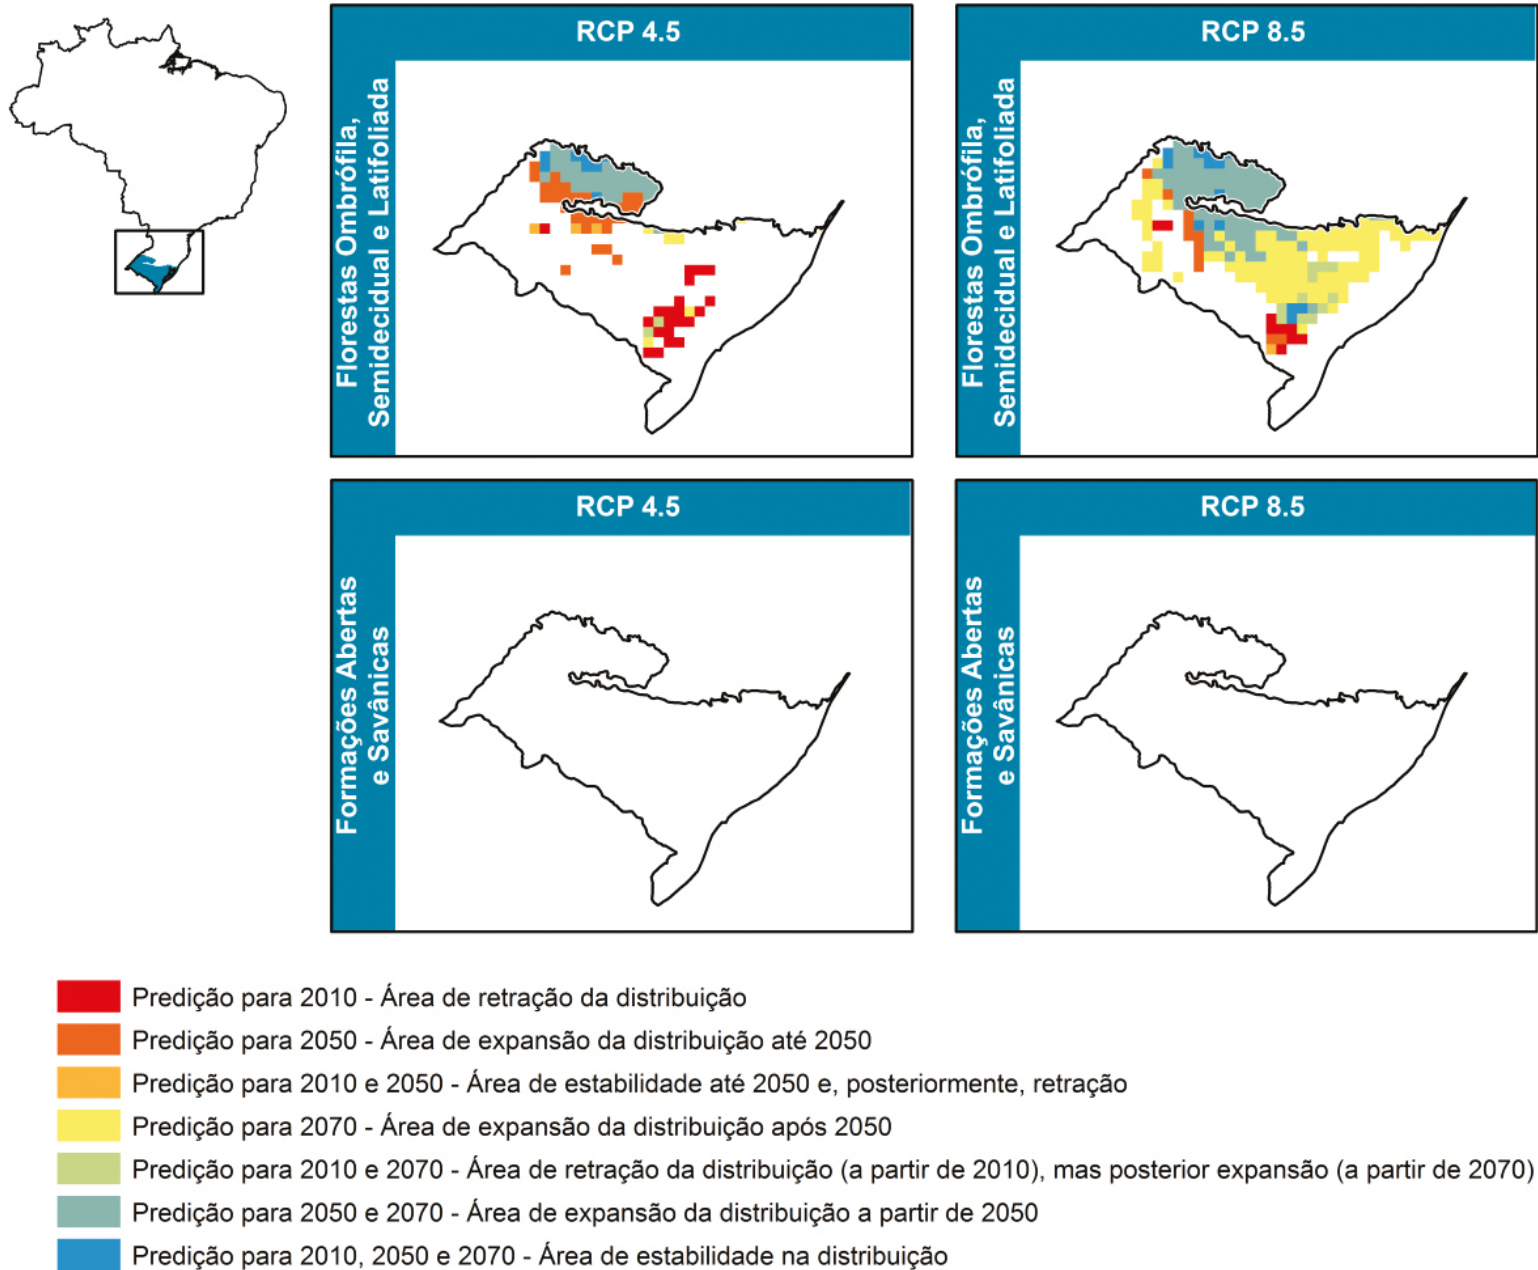 RCP 4.5
Florestas Ombrófila,
Semidecidual e Latifoliada
RCP 8.5
Florestas Ombrófila,
Semidecidual e Latifoliada
RCP 4.5
Formações Abertas
e Savânicas
RCP 8.5
Formações Abertas
e Savânicas
Predição para 2010 - Área de retração da distribuição
Predição para 2050 - Área de expansão da distribuição até 2050
Predição para 2010 e 2050 - Área de estabilidade até 2050 e, posteriormente, retração
Predição para 2070 - Área de expansão da distribuição após 2050
Predição para 2010 e 2070 - Área de retração da distribuição (a partir de 2010), mas posterior expansão (a partir de 2070)
Predição para 2050 e 2070 - Área de expansão da distribuição a partir de 2050
Predição para 2010, 2050 e 2070 - Área de estabilidade na distribuição